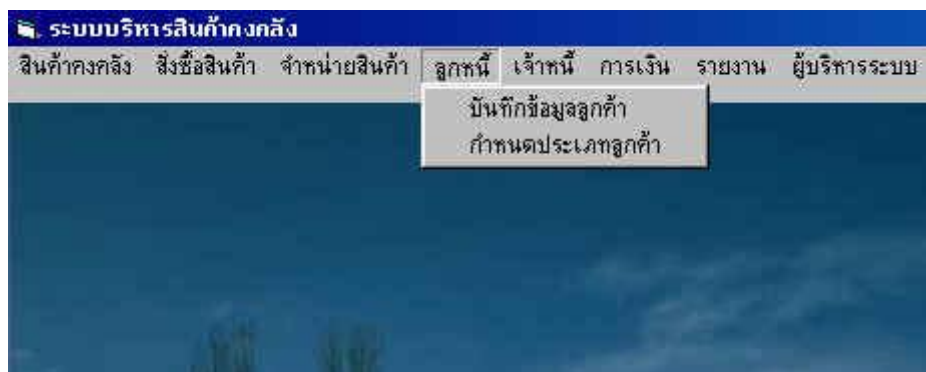 ระบบบริหารสินค้าคงคลัง
สินค้าคงคลัง สั่งซื้อสินค้า จำหน่ายสินค้า ลูกหนี้ เจ้าหนี้ การเงิน รายงาน ผู้บริหารระบบ
บันทึกข้อมูลลูกค้า
กำหนดประเภทลูกค้า